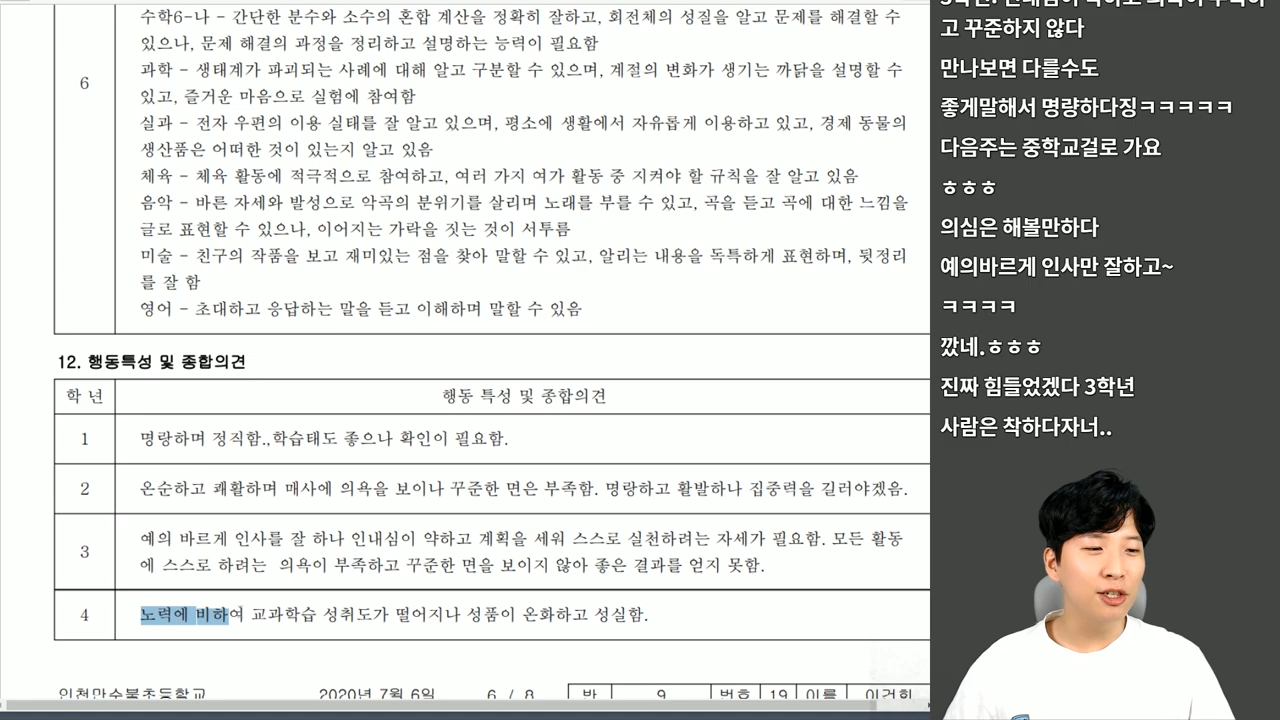 수학6-나 - 간단한 분수와 소수의 혼합 계산을 정확히 잘하고, 회전체의 성질을 알고 문제를 해결할 수
있으나, 문제 해결의 과정을 정리하고 설명하는 능력이 필요함
6
과학 - 생태계가 파괴되는 사례에 대해 알고 구분할 수 있으며, 계절의 변화가 생기는 까닭을 설명할 수
있고, 즐거운 마음으로 실험에 참여함
실과 - 전자 우편의 이용 실태를 잘 알고 있으며, 평소에 생활에서 자유롭게 이용하고 있고, 경제 동물의
생산품은 어떠한 것이 있는지 알고 있음
체육 - 체육 활동에 적극적으로 참여하고, 여러 가지 여가 활동 중 지켜야 할 규칙을 잘 알고 있음
음악 - 바른 자세와 발성으로 악곡의 분위기를 살리며 노래를 부를 수 있고, 곡을 듣고 곡에 대한 느낌을
글로 표현할 수 있으나, 이어지는 가락을 짓는 것이 서투름
미술 - 친구의 작품을 보고 재미있는 점을 찾아 말할 수 있고, 알리는 내용을 독특하게 표현하며, 뒷정리
를 잘 함
영어 - 초대하고 응답하는 말을 듣고 이해하며 말할 수 있음
12. 행동특성 및 종합의견
학 년 행동 특성 및 종합의견
1 명랑하며 정직함.,학습태도 좋으나 확인이 필요함.
2 온순하고 쾌활하며 매사에 의욕을 보이나 꾸준한 면은 부족함. 명랑하고 활발하나 집중력을 길러야겠음.
3 예의 바르게 인사를 잘 하나 인내심이 약하고 계획을 세워 스스로 실천하려는 자세가 필요함. 모든 활동
에 스스로 하려는 의욕이 부족하고 꾸준한 면을 보이지 않아 좋은 결과를 얻지 못함.
4 노력에 비하여 교과학습 성취도가 떨어지나 성품이 온화하고 성실함.
인천만수북초등학교 2020년 7월 6일 6 / 8 반 9 번호 19 이름 이건희
고 꾸준하지 않다
만나보면 다를수도
좋게말해서 명량하다징ㅋㅋㅋㅋㅋ
다음주는 중학교걸로 가요
ㅎㅎㅎ
의심은 해볼만하다
예의바르게 인사만 잘하고~
ㅋㅋㅋㅋ
깠네.ㅎㅎㅎ
진짜 힘들었겠다 3학년
사람은 착하다자너..